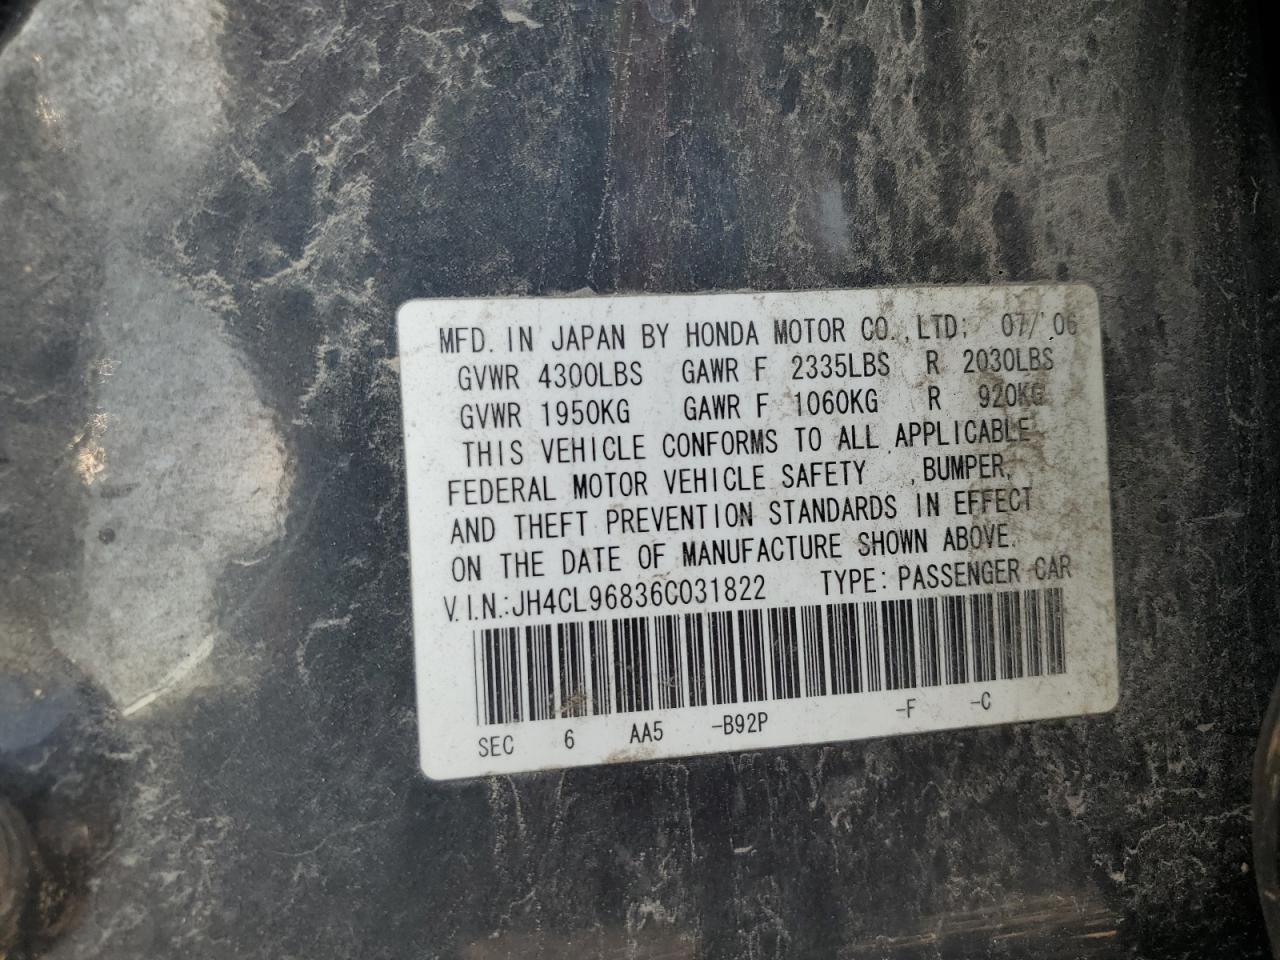 MFD. IN JAPAN BY HONDA MOTOR CO.,LTD; 07/'06
GVWR 4300LBS GAWR F 2335LBS R 2030LBS
GVWR 1950KG GAWR F 1060KG R 920KG
THIS VEHICLE CONFORMS TO ALL APPLICABLE
FEDERAL MOTOR VEHICLE SAFETY ,BUMPER,
AND THEFT PREVENTION STANDARDS IN EFFECT
ON THE DATE OF MANUFACTURE SHOWN ABOVE.
V.I.N.:JH4CL96836C031822 TYPE: PASSENGER CAR
SEC 6 AA5 -B92P -F -C